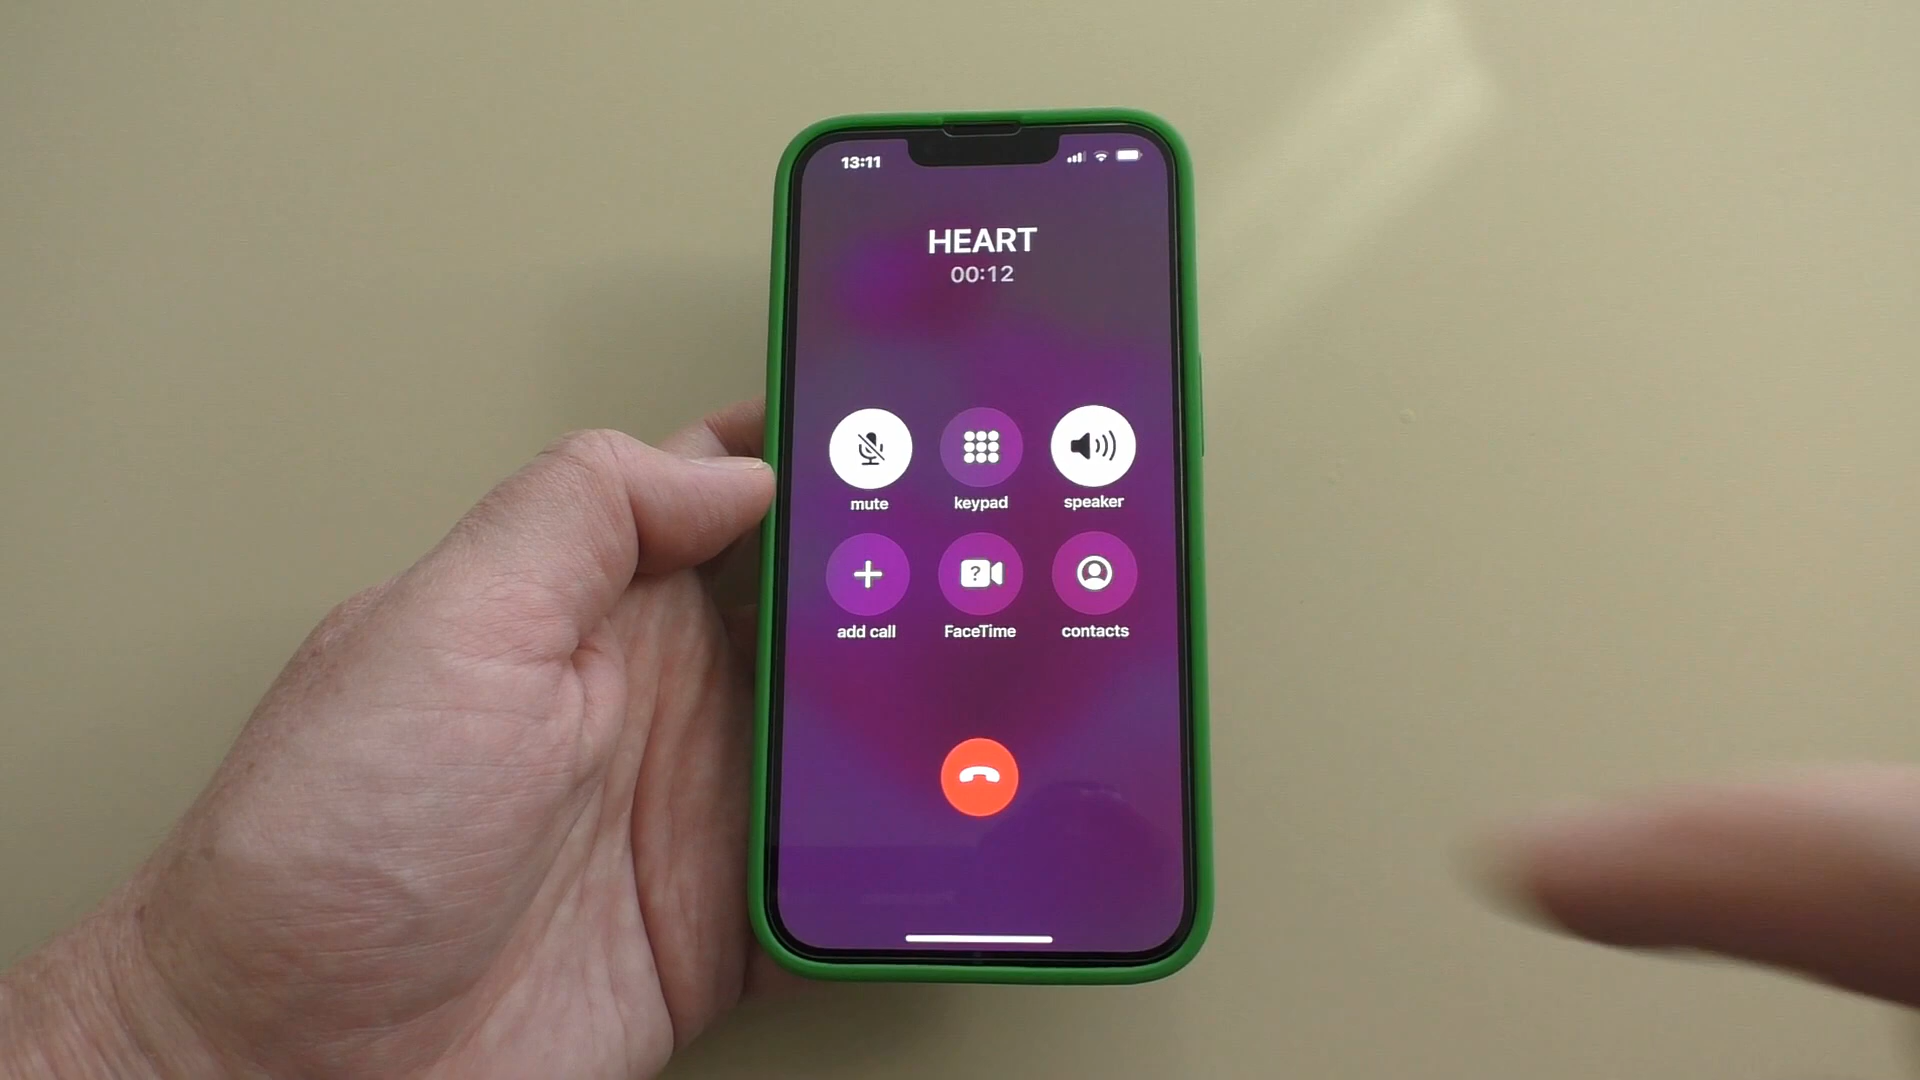 13:11
HEART
00:12
mute
keypad
speaker
?
add call
FaceTime
contacts